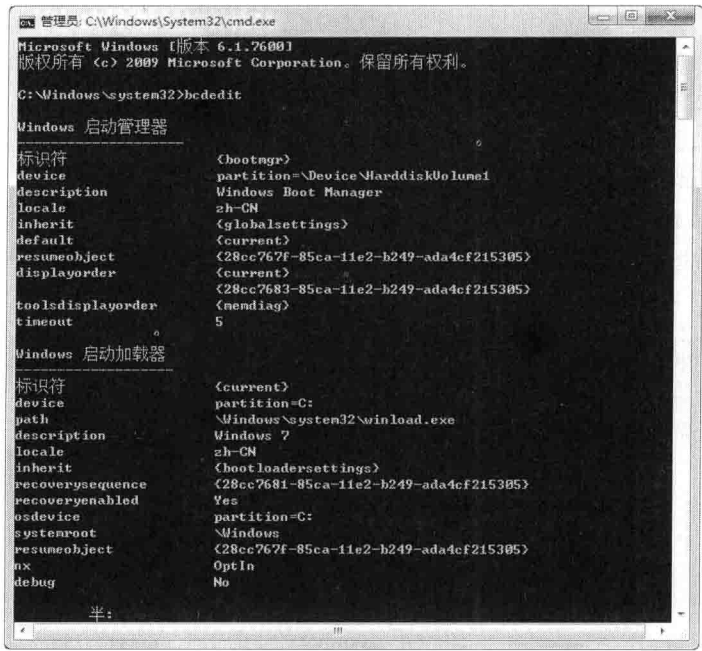 管理员: C:\Windows\System32\cmd.exe
Microsoft Windows [版本 6.1.7600]
版权所有 (c) 2009 Microsoft Corporation。保留所有权利。
C:\Windows\system32>bcdedit
Windows 启动管理器
--------------------
标识符 {bootmgr}
device partition=\Device\HarddiskVolume1
description Windows Boot Manager
locale zh-CN
inherit {globalsettings}
default {current}
resumeobject {28cc767f-85ca-11e2-b249-ada4cf215305}
displayorder {current}
{28cc7683-85ca-11e2-b249-ada4cf215305}
toolsdisplayorder {memdiag}
timeout 5
Windows 启动加载器
-------------------
标识符 {current}
device partition=C:
path \Windows\system32\winload.exe
description Windows 7
locale zh-CN
inherit {bootloadersettings}
recoverysequence {28cc7681-85ca-11e2-b249-ada4cf215305}
recoveryenabled Yes
osdevice partition=C:
systemroot \Windows
resumeobject {28cc767f-85ca-11e2-b249-ada4cf215305}
nx OptIn
debug No
半: